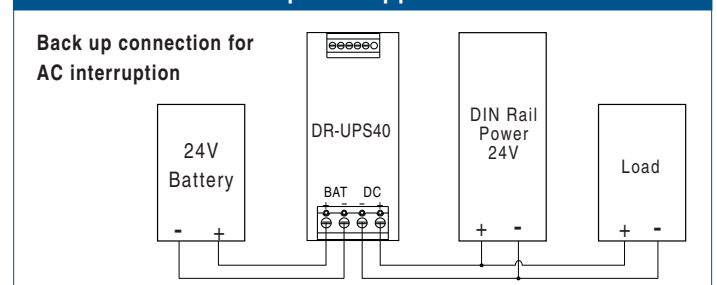 Back up connection for
AC interruption
DR-UPS40
BAT DC
+ - - +
24V
Battery
- +
DIN Rail
Power
24V
+ -
Load
+ -